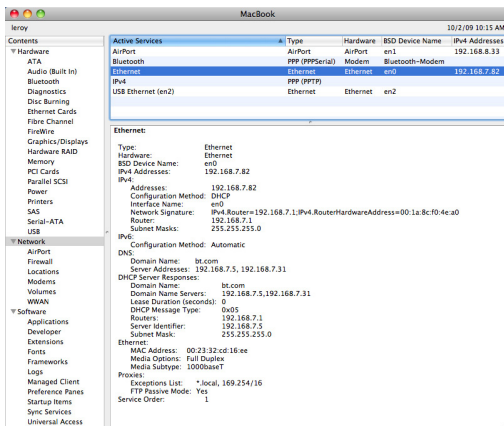 MacBook
leroy 10/2/09 10:15 AM
Contents
Hardware
ATA
Audio (Built In)
Bluetooth
Diagnostics
Disc Burning
Ethernet Cards
Fibre Channel
FireWire
Graphics/Displays
Hardware RAID
Memory
PCI Cards
Parallel SCSI
Power
Printers
SAS
Serial-ATA
USB
Network
AirPort
Firewall
Locations
Modems
Volumes
WWAN
Software
Applications
Developer
Extensions
Fonts
Frameworks
Logs
Managed Client
Preference Panes
Startup Items
Sync Services
Universal Access
Active Services Type Hardware BSD Device Name IPv4 Addresses
AirPort AirPort AirPort en1 192.168.8.33
Bluetooth PPP (PPPSerial) Modem Bluetooth-Modem
Ethernet Ethernet Ethernet en0 192.168.7.82
IPv4 PPP (PPTP)
USB Ethernet (en2) Ethernet Ethernet en2
Ethernet:
Type: Ethernet
Hardware: Ethernet
BSD Device Name: en0
IPv4 Addresses: 192.168.7.82
IPv4:
Addresses: 192.168.7.82
Configuration Method: DHCP
Interface Name: en0
Network Signature: IPv4.Router=192.168.7.1;IPv4.RouterHardwareAddress=00:1a:8c:f0:4e:a0
Router: 192.168.7.1
Subnet Masks: 255.255.255.0
IPv6:
Configuration Method: Automatic
DNS:
Domain Name: bt.com
Server Addresses: 192.168.7.5, 192.168.7.31
DHCP Server Responses:
Domain Name: bt.com
Domain Name Servers: 192.168.7.5,192.168.7.31
Lease Duration (seconds): 0
DHCP Message Type: 0x05
Routers: 192.168.7.1
Server Identifier: 192.168.7.5
Subnet Mask: 255.255.255.0
Ethernet:
MAC Address: 00:23:32:cd:16:ee
Media Options: Full Duplex
Media Subtype: 1000baseT
Proxies:
Exceptions List: *.local, 169.254/16
FTP Passive Mode: Yes
Service Order: 1